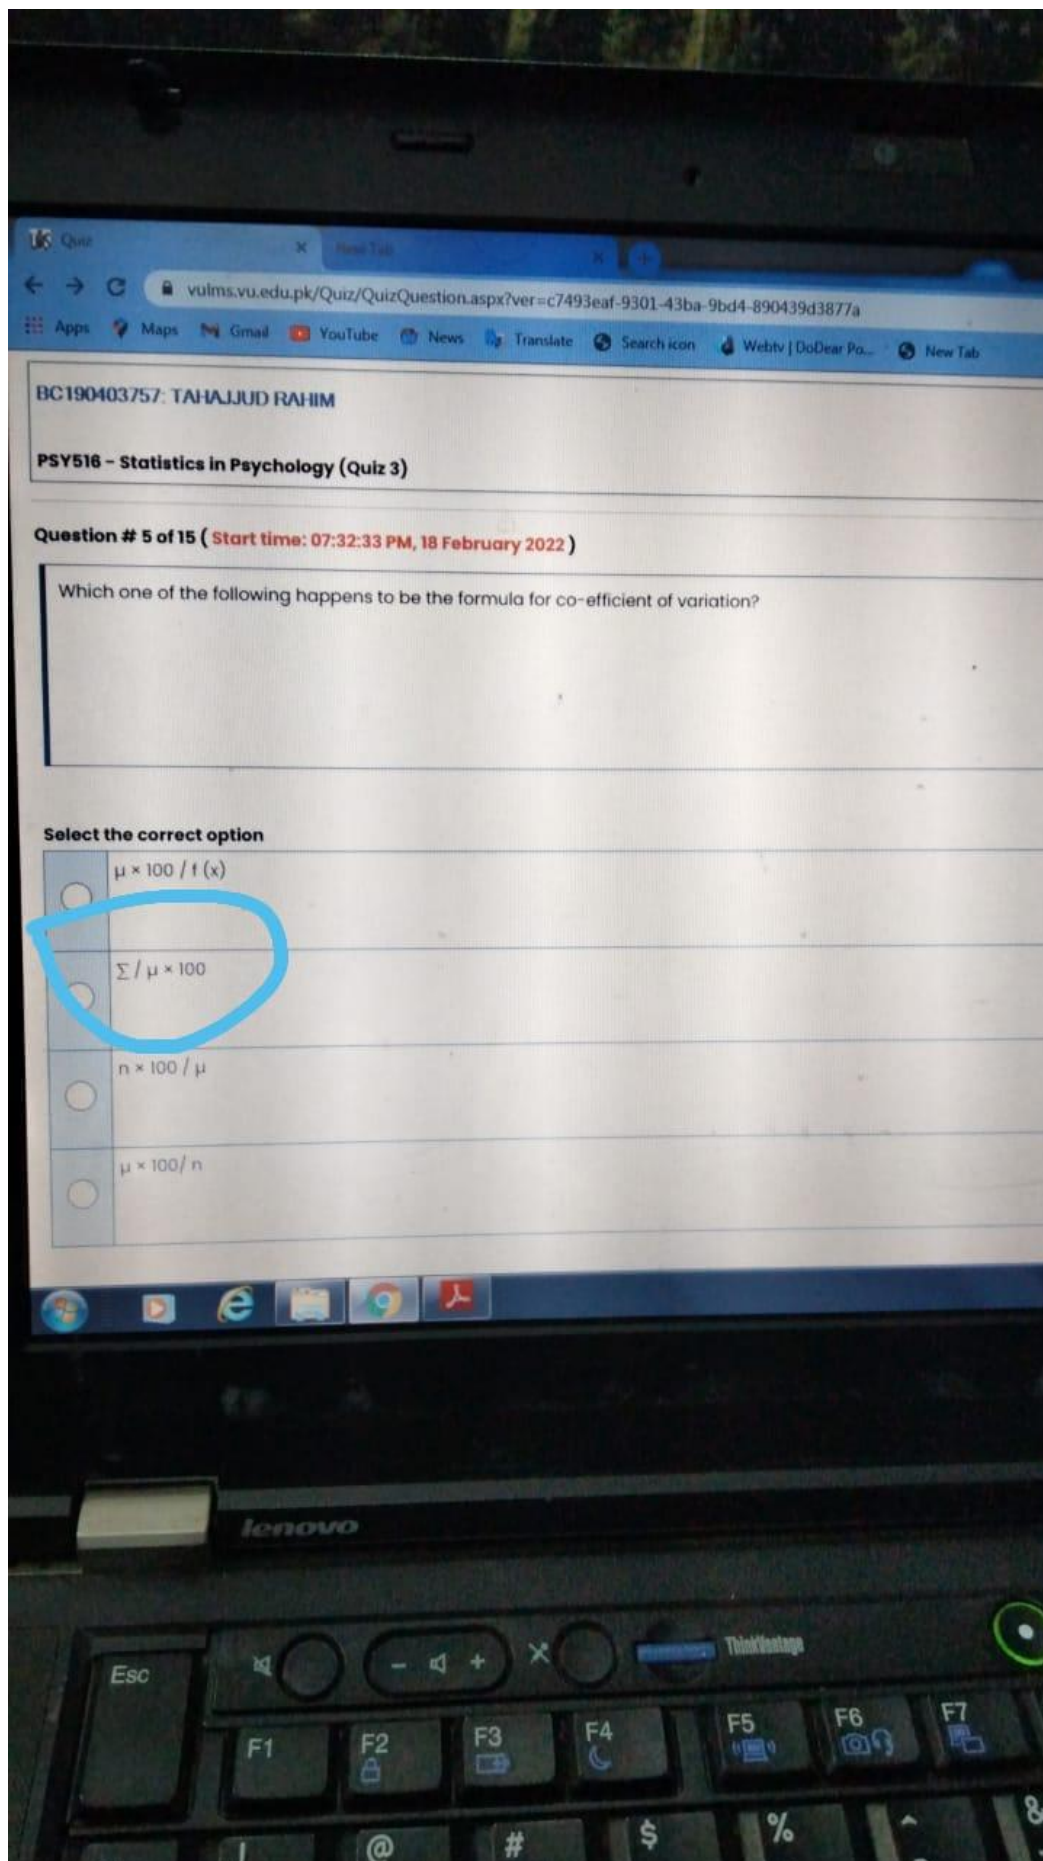 Quiz
New Tab
vulms.vu.edu.pk/Quiz/QuizQuestion.aspx?ver=c7493eaf-9301-43ba-9bd4-890439d3877a
Apps Maps Gmail YouTube News Translate Search icon Webtv | DoDear Po... New Tab
BC190403757: TAHAJJUD RAHIM
PSY516 - Statistics in Psychology (Quiz 3)
Question # 5 of 15 ( Start time: 07:32:33 PM, 18 February 2022 )
Which one of the following happens to be the formula for co-efficient of variation?
Select the correct option
μ × 100 / f (x)
Σ / μ × 100
n × 100 / μ
μ × 100/ n
lenovo
ThinkVantage
Esc
- +
F1 F2 F3 F4 F5 F6 F7
! @ # $ % ^ &